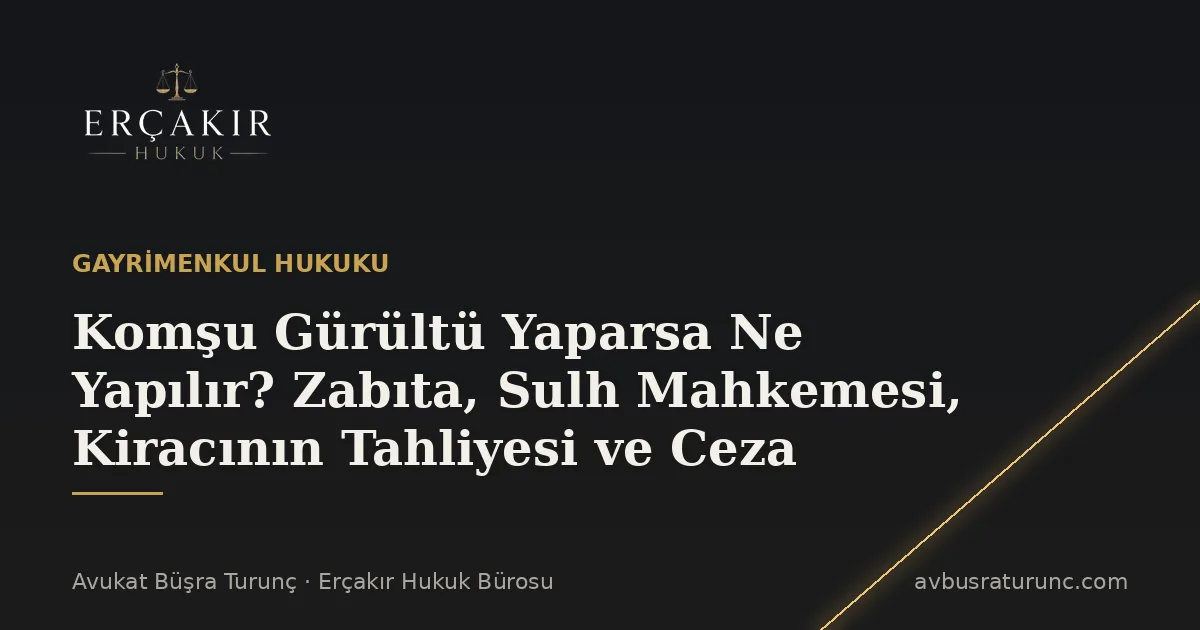 ERÇAKIR
HUKUK
GAYRİMENKUL HUKUKU
Komşu Gürültü Yaparsa Ne
Yapılır? Zabıta, Sulh Mahkemesi,
Kiracının Tahliyesi ve Ceza
Avukat Büşra Turunç · Erçakır Hukuk Bürosu
avbusraturunc.com